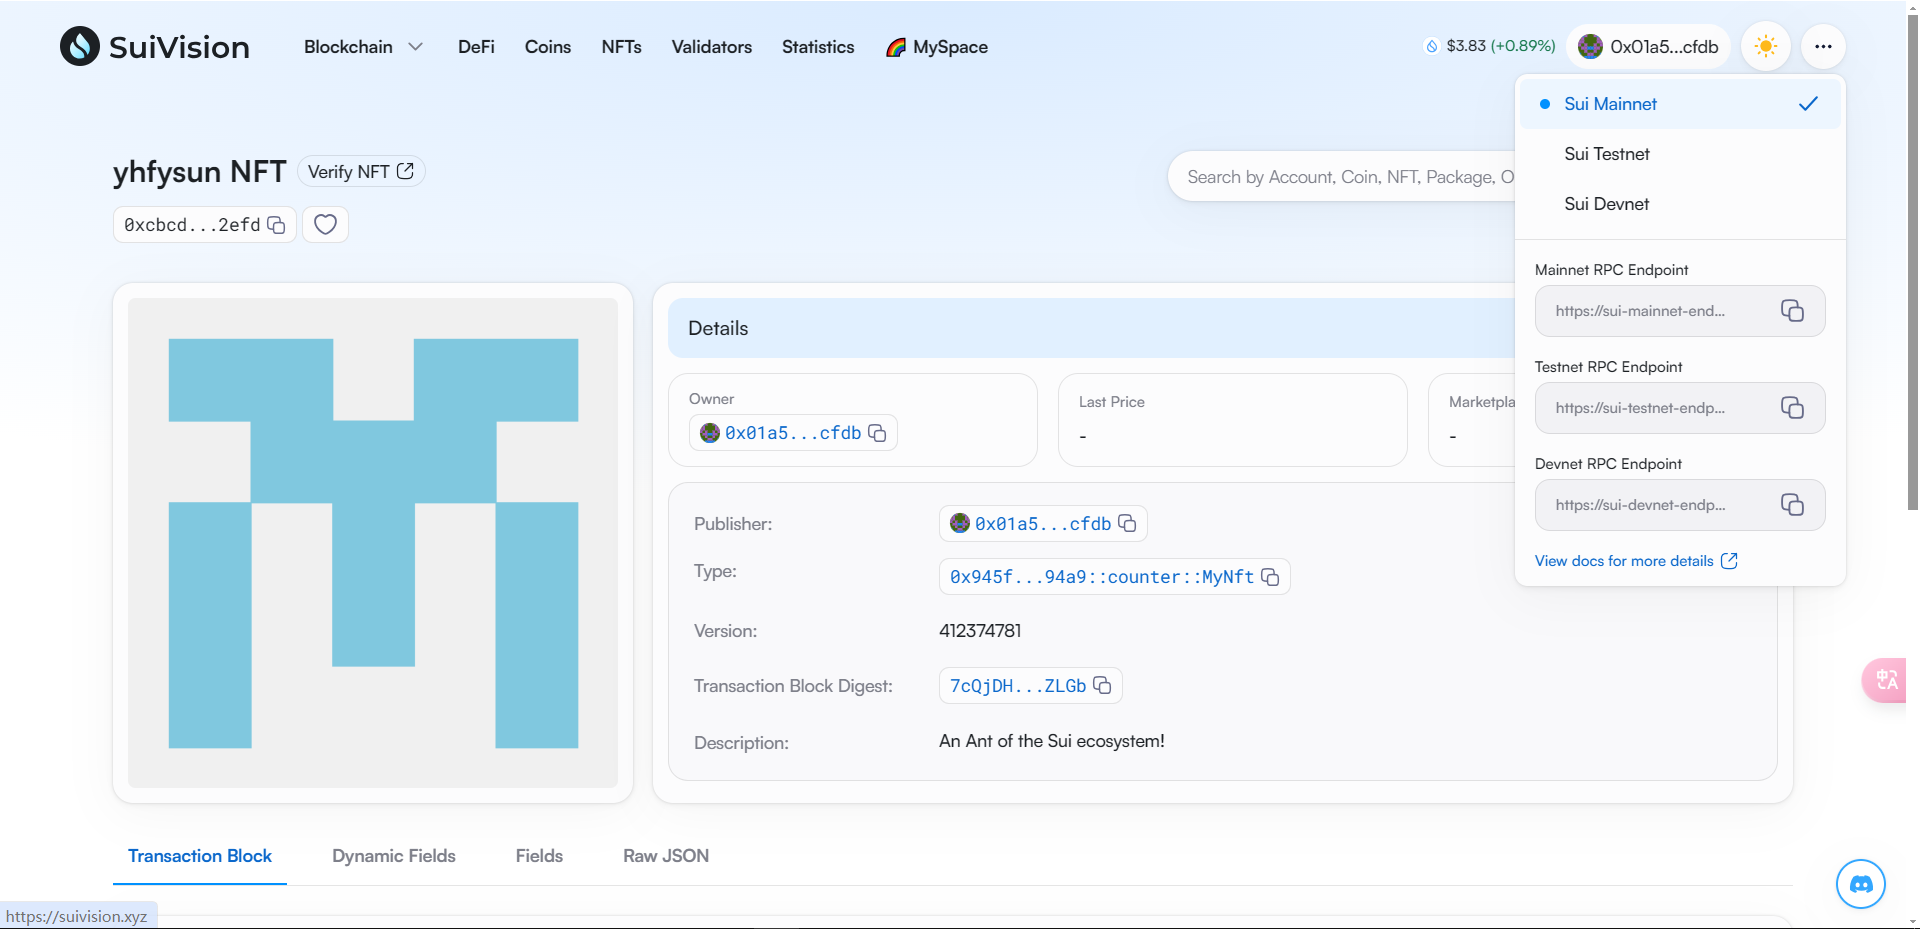 SuiVision
Blockchain
DeFi
Coins
NFTs
Validators
Statistics
MySpace
$3.83 (+0.89%)
0x01a5...cfdb
Sui Mainnet
Sui Testnet
Sui Devnet
Mainnet RPC Endpoint
https://sui-mainnet-end...
Testnet RPC Endpoint
https://sui-testnet-endp...
Devnet RPC Endpoint
https://sui-devnet-endp...
View docs for more details
yhfysun NFT
Verify NFT
0xcbcd...2efd
Search by Account, Coin, NFT, Package, O
Details
Owner
0x01a5...cfdb
Last Price
-
Marketpla
-
Publisher:
0x01a5...cfdb
Type:
0x945f...94a9::counter::MyNft
Version:
412374781
Transaction Block Digest:
7cQjDH...ZLGb
Description:
An Ant of the Sui ecosystem!
Transaction Block
Dynamic Fields
Fields
Raw JSON
中A
https://suivision.xyz